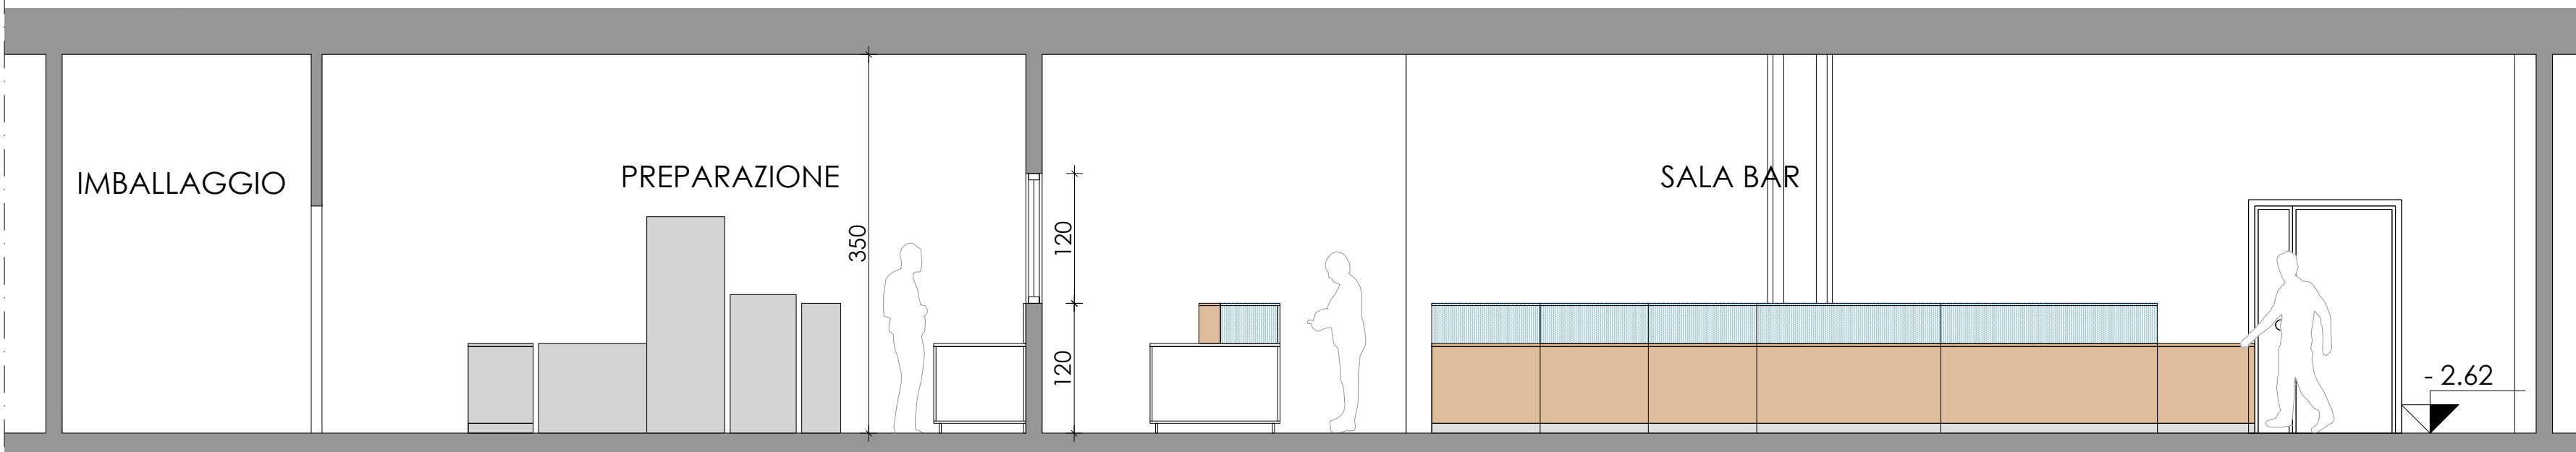 IMBALLAGGIO
PREPARAZIONE
350
120
120
SALA BAR
- 2.62